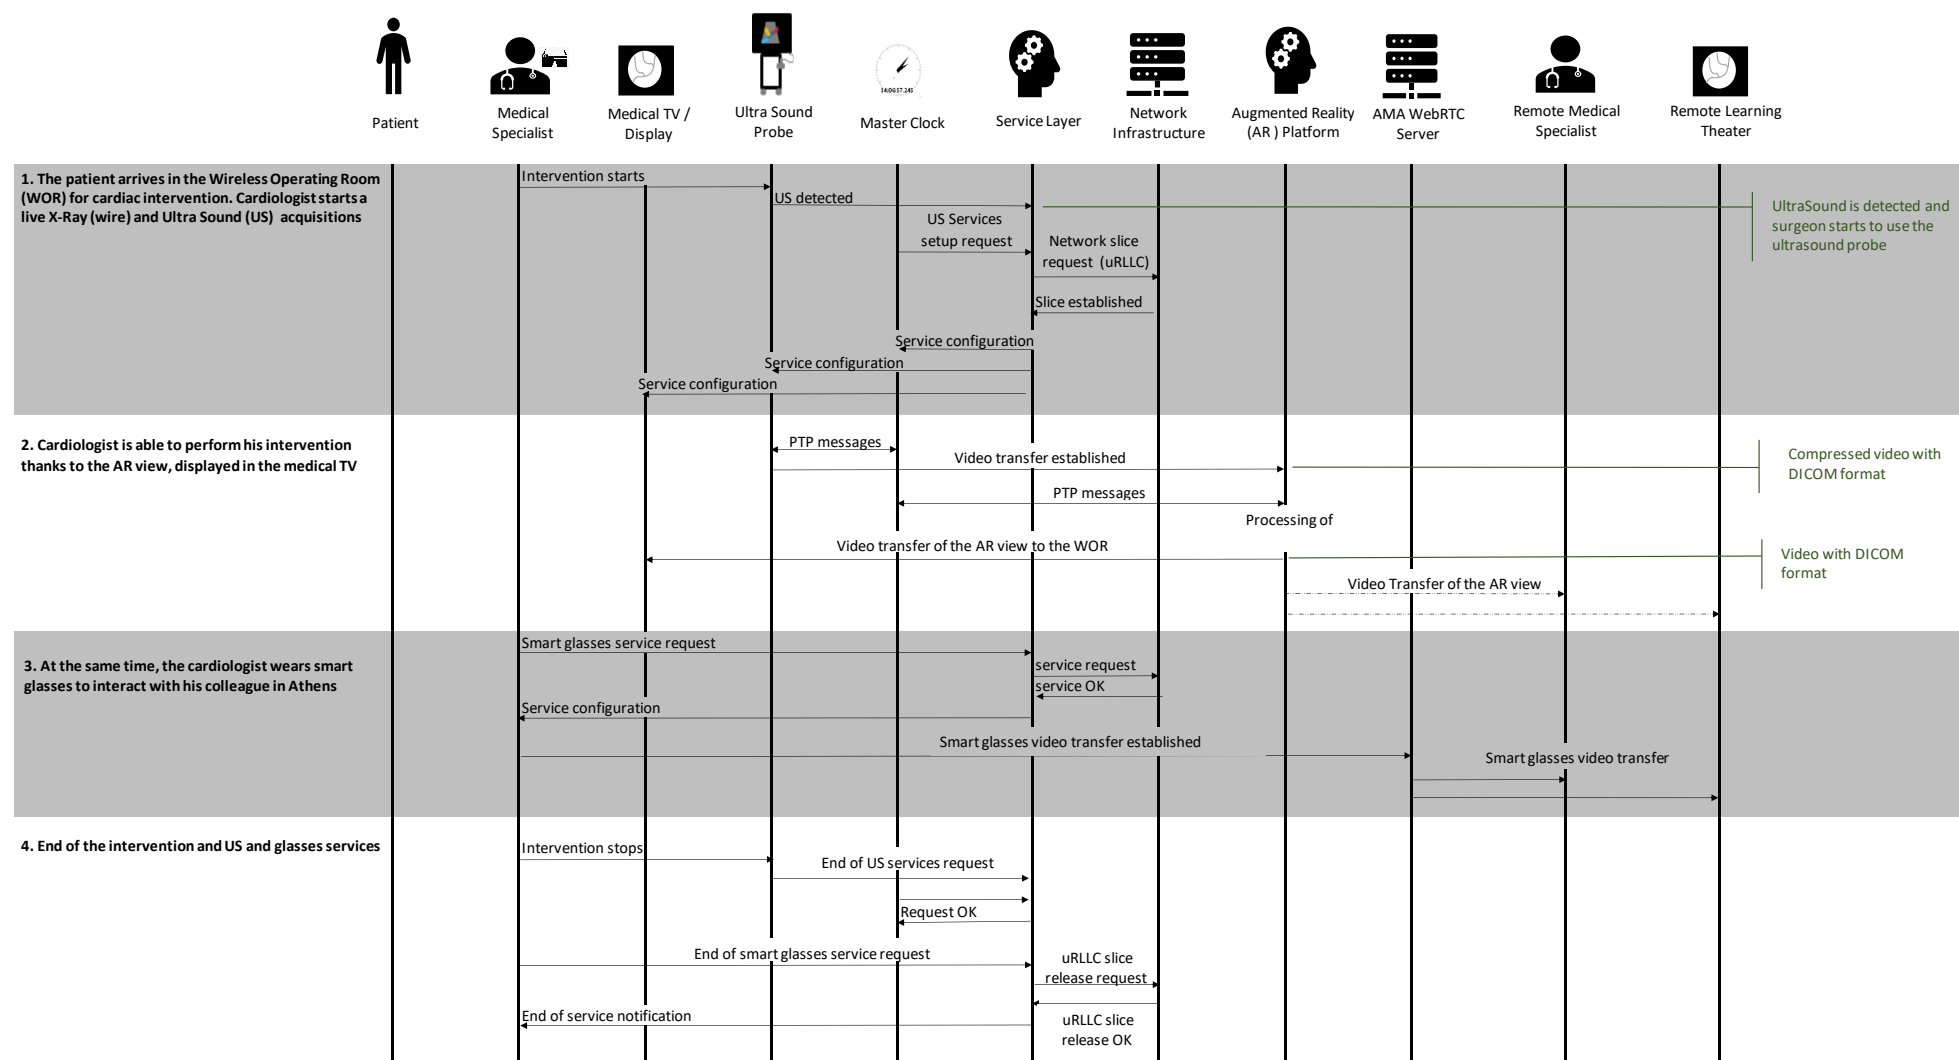 Patient
Medical
Specialist
Medical TV /
Display
Ultra Sound
Probe
14:06:57.245
Master Clock
Service Layer
Network
Infrastructure
Augmented Reality
(AR ) Platform
AMA WebRTC
Server
Remote Medical
Specialist
Remote Learning
Theater
1. The patient arrives in the Wireless Operating Room
(WOR) for cardiac intervention. Cardiologist starts a
live X-Ray (wire) and Ultra Sound (US) acquisitions
Intervention starts
US detected
UltraSound is detected and
surgeon starts to use the
ultrasound probe
US Services
setup request
Network slice
request (uRLLC)
Slice established
Service configuration
Service configuration
Service configuration
2. Cardiologist is able to perform his intervention
thanks to the AR view, displayed in the medical TV
PTP messages
Video transfer established
Compressed video with
DICOM format
PTP messages
Processing of
Video transfer of the AR view to the WOR
Video with DICOM
format
Video Transfer of the AR view
3. At the same time, the cardiologist wears smart
glasses to interact with his colleague in Athens
Smart glasses service request
service request
service OK
Service configuration
Smart glasses video transfer established
Smart glasses video transfer
4. End of the intervention and US and glasses services
Intervention stops
End of US services request
Request OK
End of smart glasses service request
uRLLC slice
release request
End of service notification
uRLLC slice
release OK